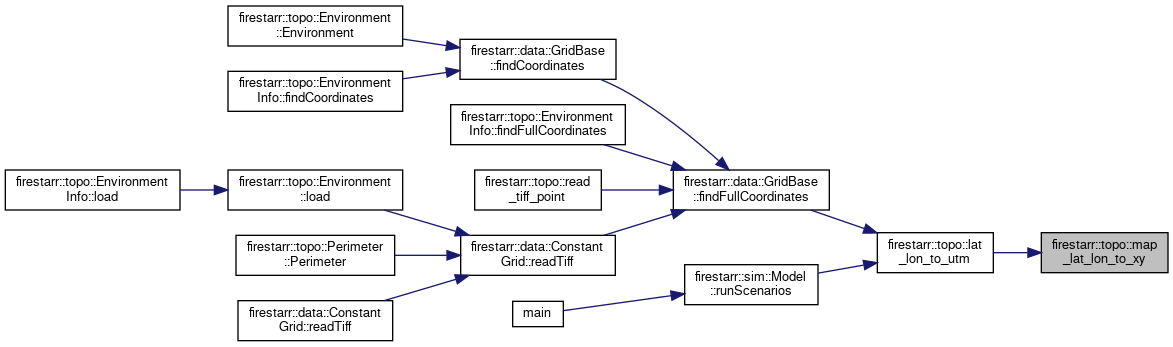 firestarr::topo::Environment
::Environment
firestarr::data::GridBase
::findCoordinates
firestarr::topo::Environment
Info::findCoordinates
firestarr::topo::Environment
Info::findFullCoordinates
firestarr::topo::Environment
Info::load
firestarr::topo::Environment
::load
firestarr::topo::read
_tiff_point
firestarr::data::GridBase
::findFullCoordinates
firestarr::topo::Perimeter
::Perimeter
firestarr::data::Constant
Grid::readTiff
firestarr::topo::lat
_lon_to_utm
firestarr::topo::map
_lat_lon_to_xy
firestarr::sim::Model
::runScenarios
firestarr::data::Constant
Grid::readTiff
main